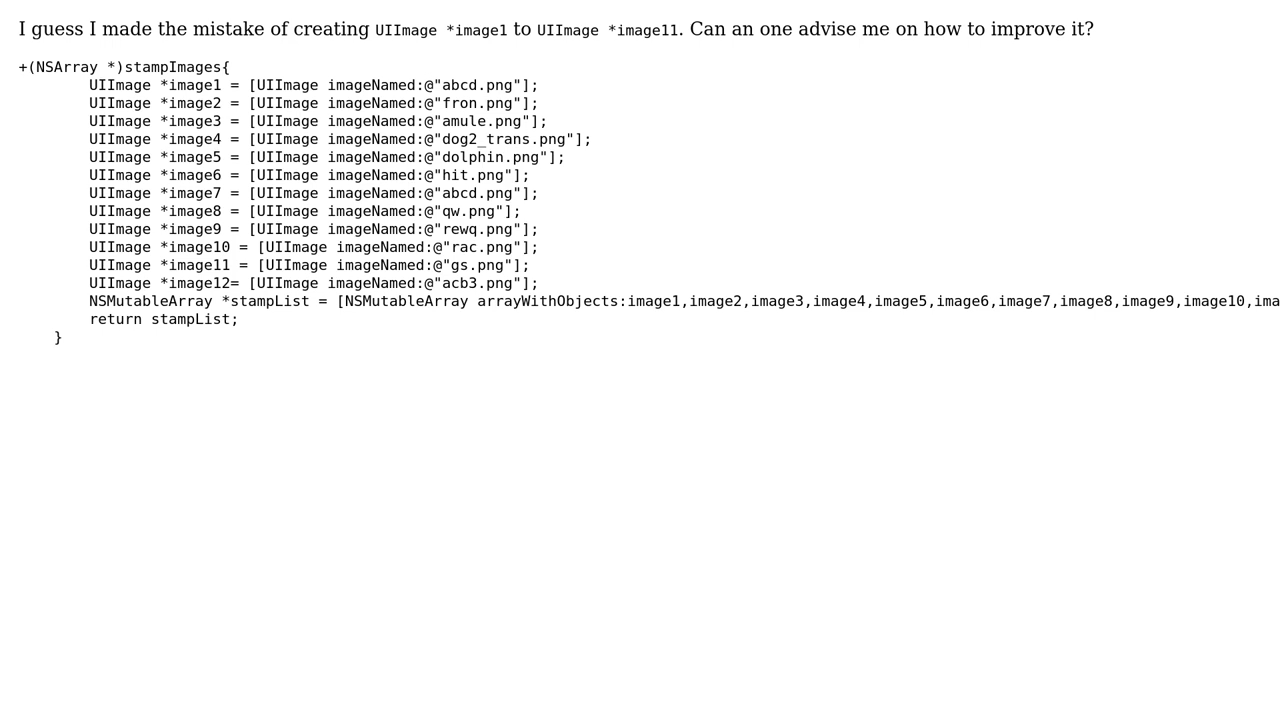 I guess I made the mistake of creating UIImage *image1 to UIImage *image11. Can an one advise me on how to improve it?
+(NSArray *)stampImages{
        UIImage *image1 = [UIImage imageNamed:@"abcd.png"];
        UIImage *image2 = [UIImage imageNamed:@"fron.png"];
        UIImage *image3 = [UIImage imageNamed:@"amule.png"];
        UIImage *image4 = [UIImage imageNamed:@"dog2_trans.png"];
        UIImage *image5 = [UIImage imageNamed:@"dolphin.png"];
        UIImage *image6 = [UIImage imageNamed:@"hit.png"];
        UIImage *image7 = [UIImage imageNamed:@"abcd.png"];
        UIImage *image8 = [UIImage imageNamed:@"qw.png"];
        UIImage *image9 = [UIImage imageNamed:@"rewq.png"];
        UIImage *image10 = [UIImage imageNamed:@"rac.png"];
        UIImage *image11 = [UIImage imageNamed:@"gs.png"];
        UIImage *image12= [UIImage imageNamed:@"acb3.png"];
        NSMutableArray *stampList = [NSMutableArray arrayWithObjects:image1,image2,image3,image4,image5,image6,image7,image8,image9,image10,ima
        return stampList;
    }